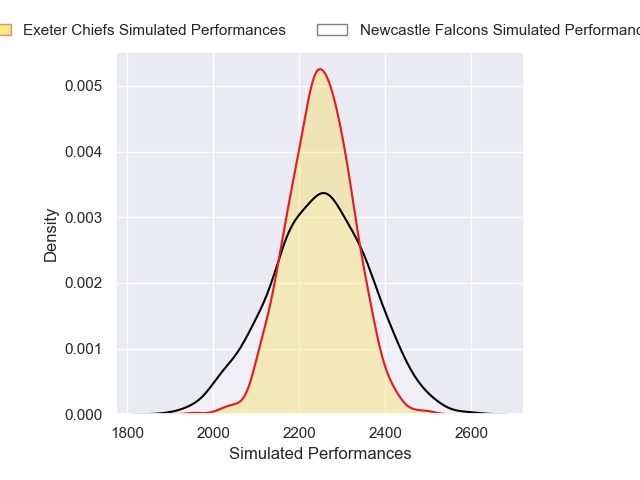 Exeter Chiefs Simulated Performances
Newcastle Falcons Simulated
0.005
0.004
0.003
0.002
0.001
0.000
Density
1800 2000 2200 2400 2600
Simulated Performances